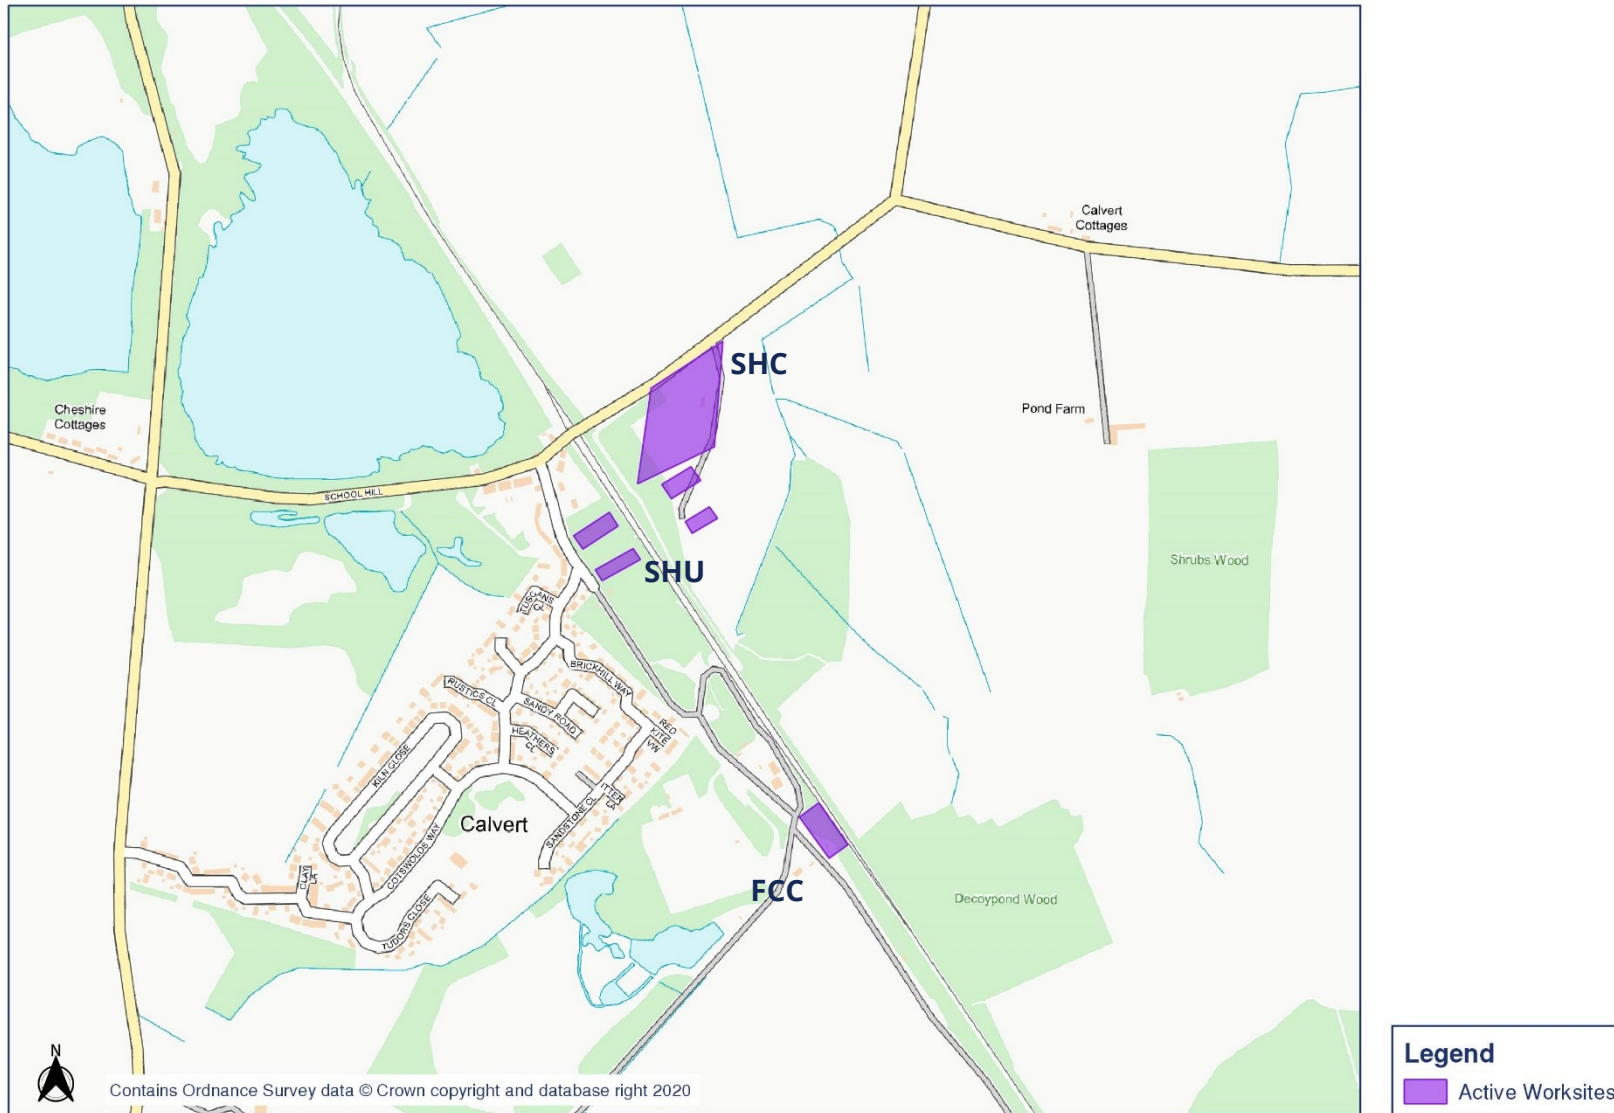 Calvert
Cottages
SHC
Cheshire
Cottages
Pond Farm
SCHOOL HILL
Shrubs Wood
SHU
TUSCANS
CL
BRICKHILL WAY
RUSTICS CL
SANDY ROAD
RED
KITE
VW
HEATHERS
CL
KILN CLOSE
ITTER
LA
SANDSTONE CL
Calvert
COTSWOLDS WAY
CLAY
FCC
Decoypond Wood
TUDORS CLOSE
N
Contains Ordnance Survey data © Crown copyright and database right 2020
Legend
Active Worksites